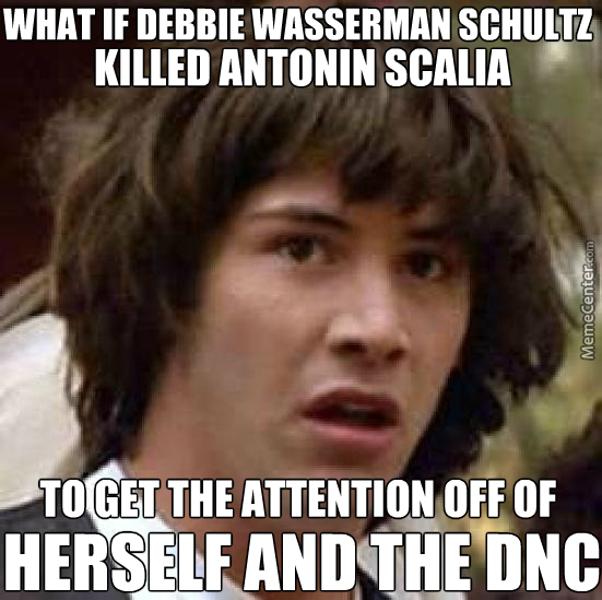 WHAT IF DEBBIE WASSERMAN SCHULTZ
KILLED ANTONIN SCALIA
MemeCenter.com
TO GET THE ATTENTION OFF OF
HERSELF AND THE DNC